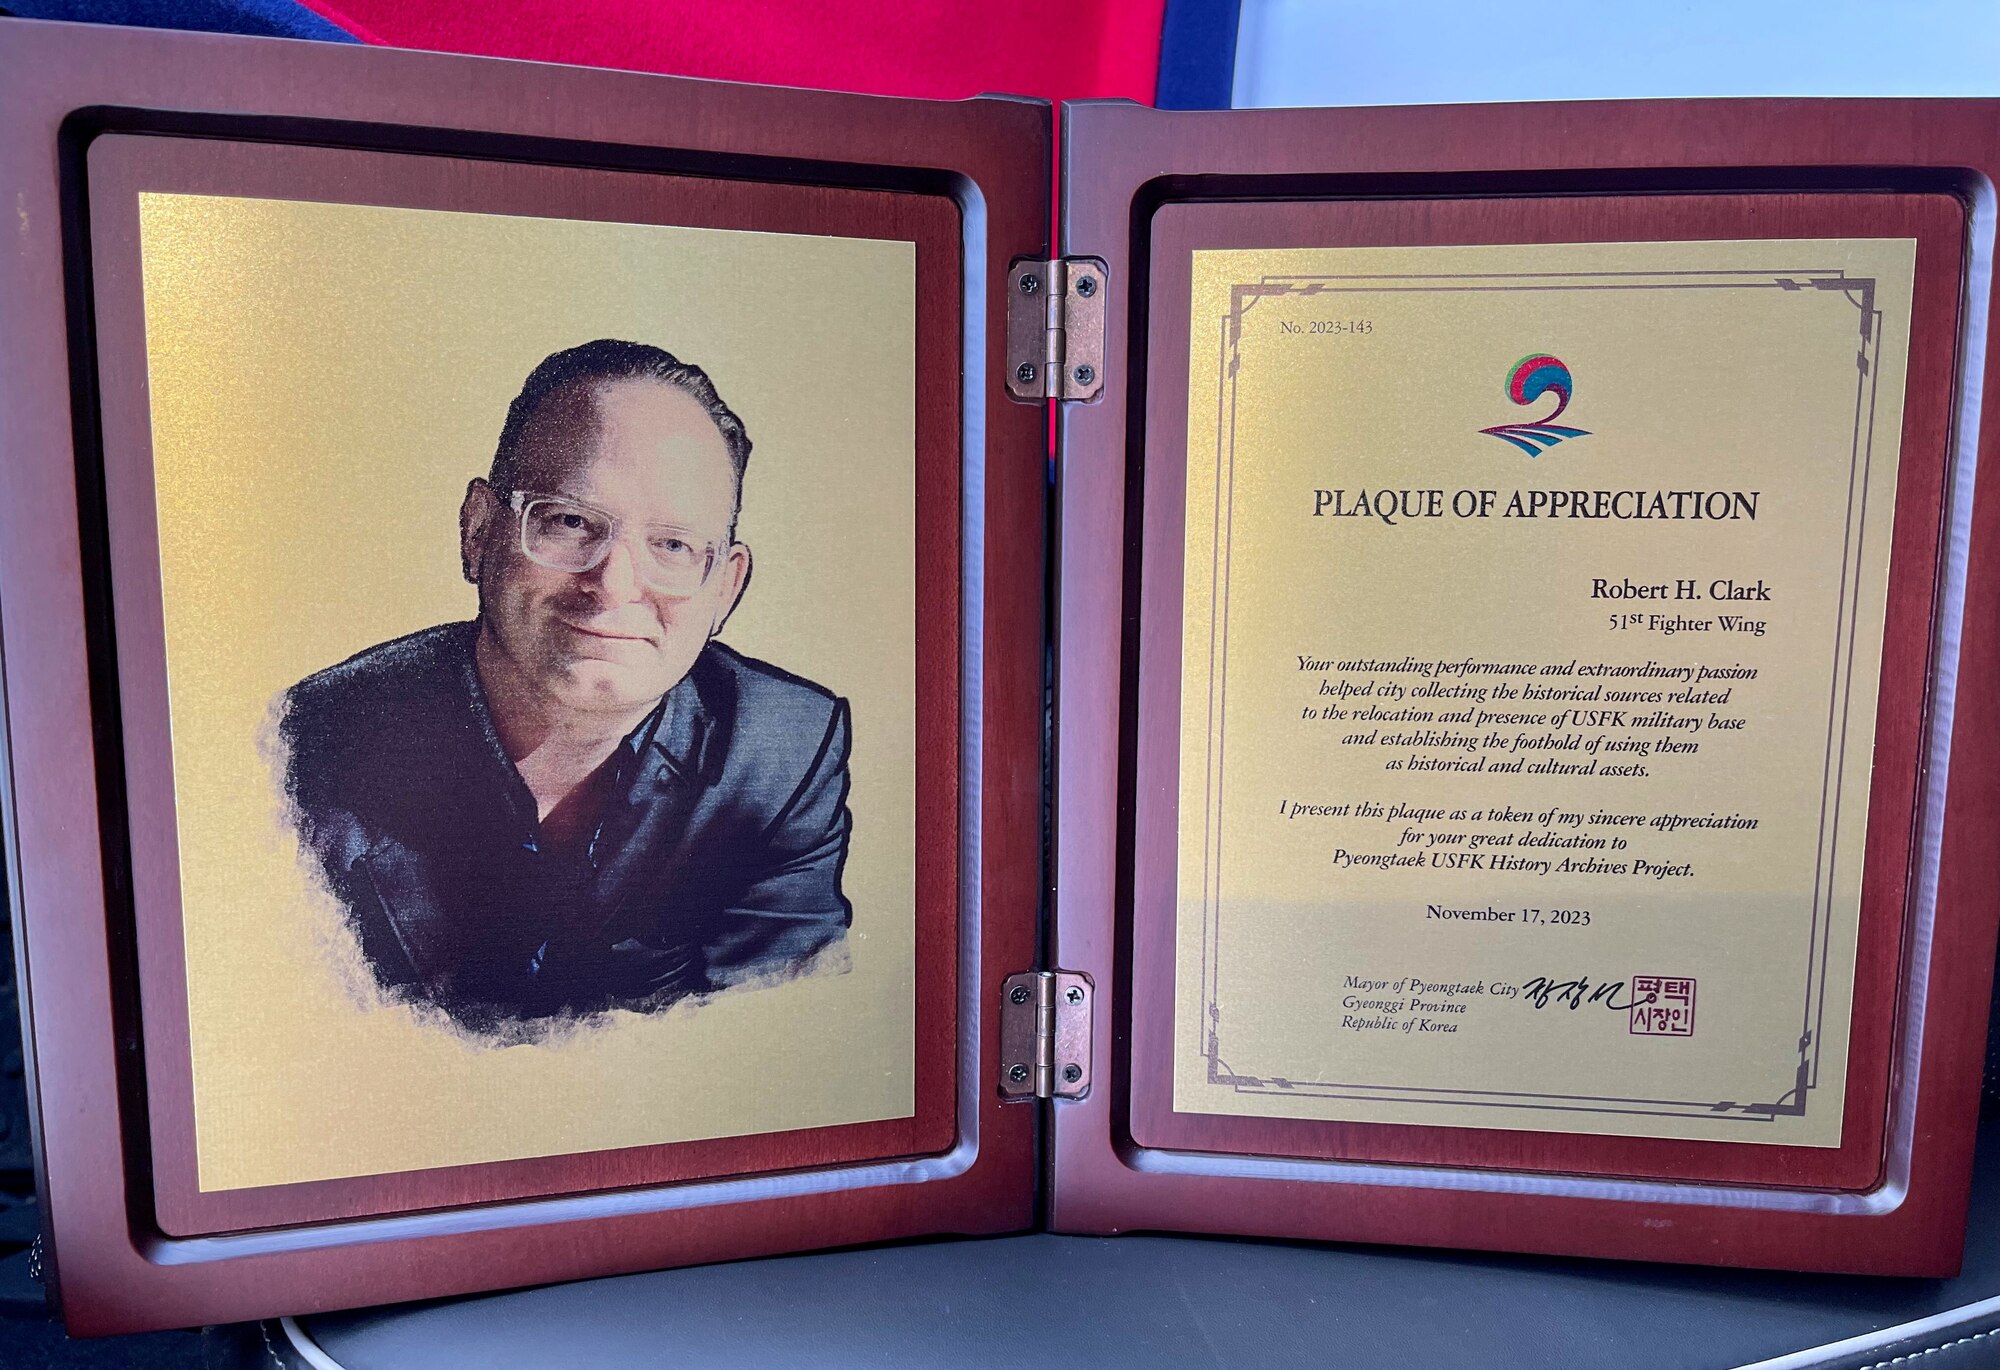 No. 2023-143
PLAQUE OF APPRECIATION
Robert H. Clark
51st Fighter Wing
Your outstanding performance and extraordinary passion
helped city collecting the historical sources related
to the relocation and presence of USFK military base
and establishing the foothold of using them
as historical and cultural assets.
I present this plaque as a token of my sincere appreciation
for your great dedication to
Pyeongtaek USFK History Archives Project.
November 17, 2023
Mayor of Pyeongtaek City
Gyeonggi Province
Republic of Korea
평택
시장인